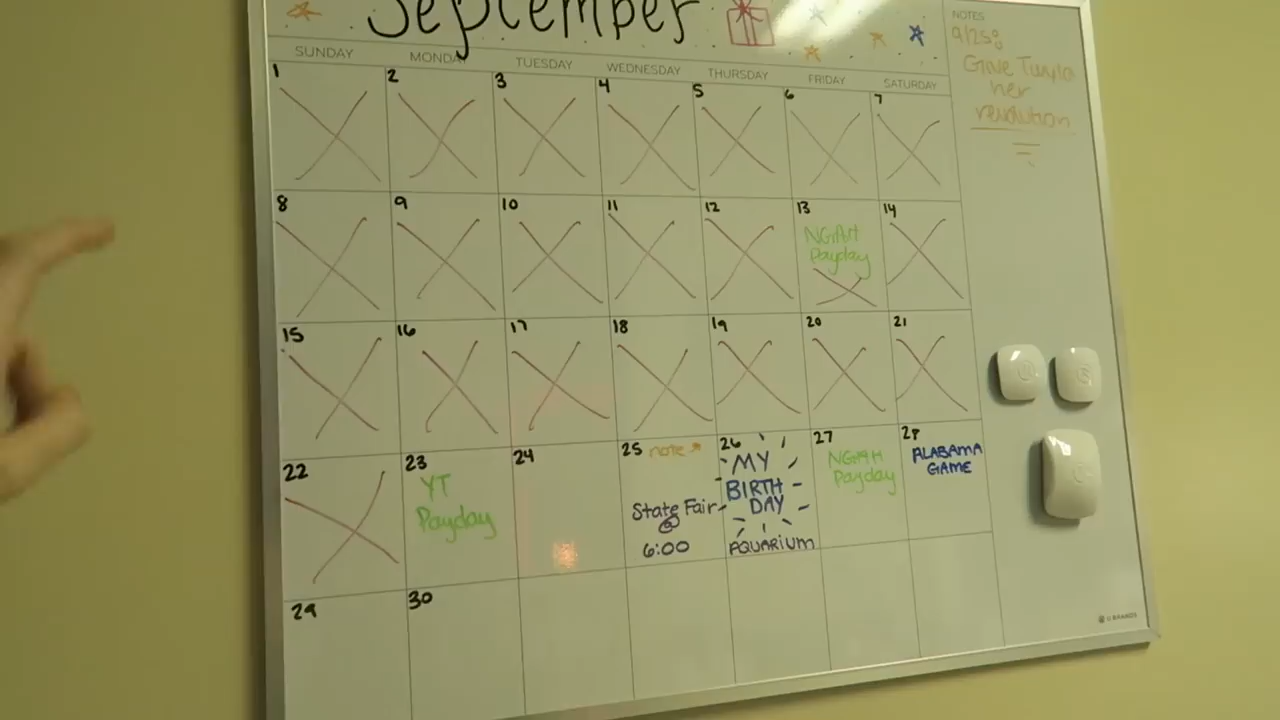 September
NOTES
9/25:
Give Twyla
her
revolution
SUNDAY MONDAY TUESDAY WEDNESDAY THURSDAY FRIDAY SATURDAY
1 2 3 4 5 6 7
8 9 10 11 12 13 14
Payday
15 16 17 18 19 20 21
22 23 24 25 26 27 28
YT
Payday
note
State Fair
@
6:00
MY
BIRTH
DAY
AQUARIUM
Payday
ALABAMA
GAME
29 30
U BRANDS